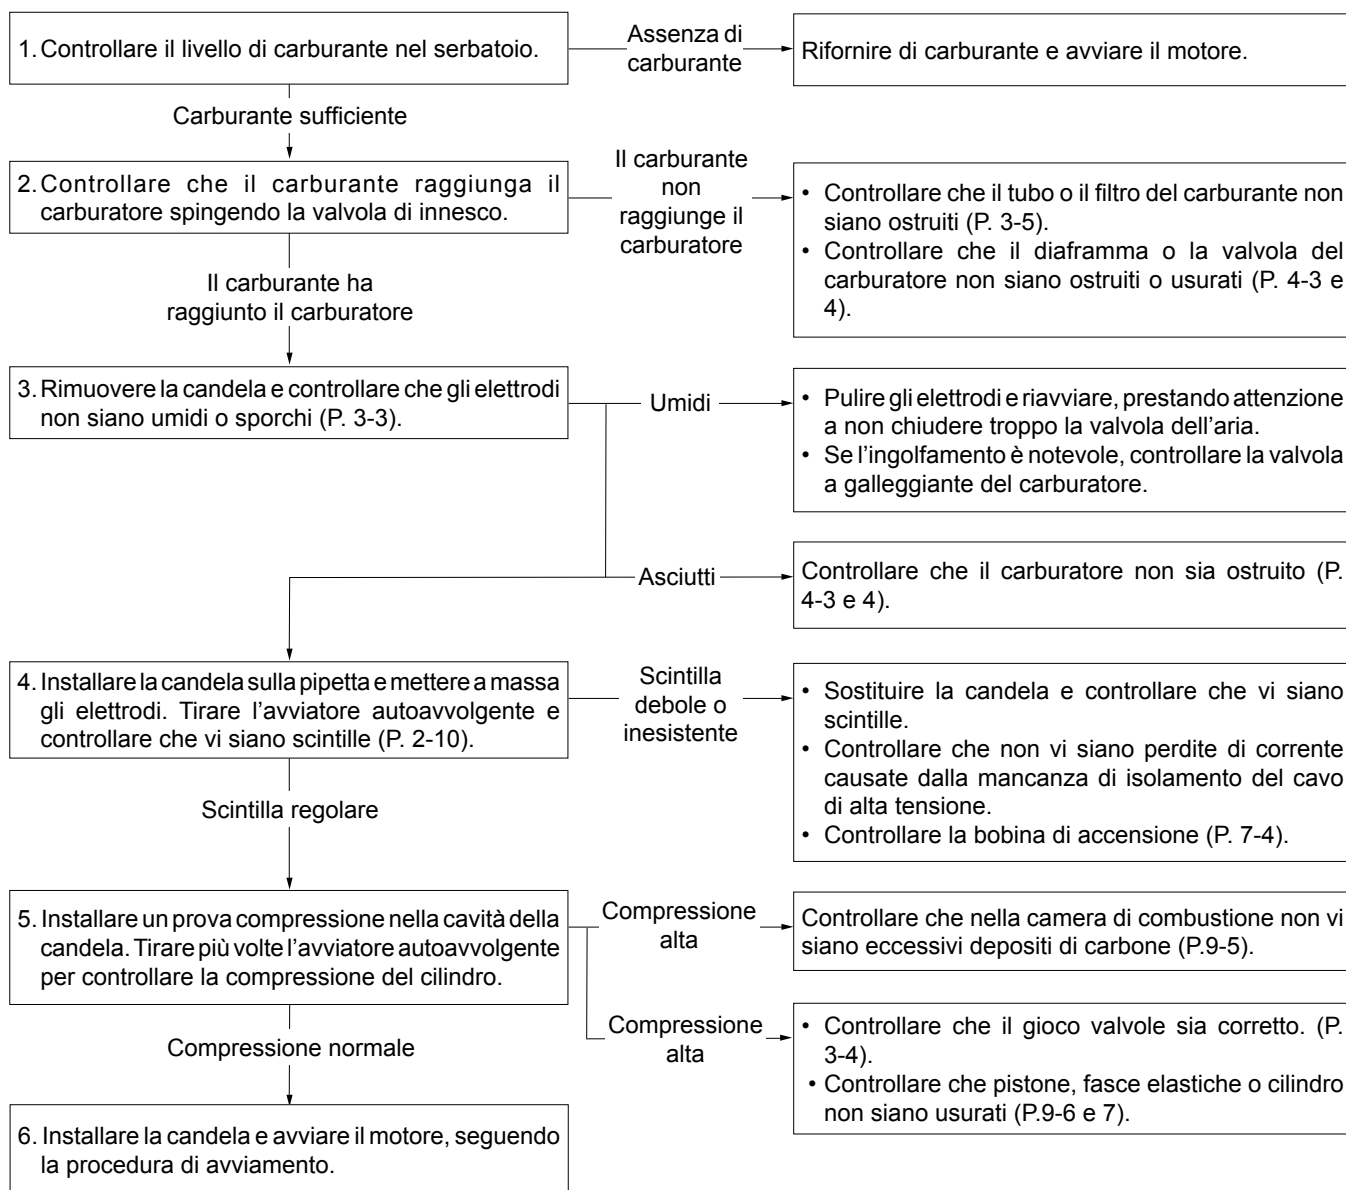 1. Controllare il livello di carburante nel serbatoio.
Assenza di
carburante
Rifornire di carburante e avviare il motore.
Carburante sufficiente
2. Controllare che il carburante raggiunga il
carburatore spingendo la valvola di innesco.
Il carburante
non
raggiunge il
carburatore
• Controllare che il tubo o il filtro del carburante non
siano ostruiti (P. 3-5).
• Controllare che il diaframma o la valvola del
carburatore non siano ostruiti o usurati (P. 4-3 e
4).
Il carburante ha
raggiunto il carburatore
3. Rimuovere la candela e controllare che gli elettrodi
non siano umidi o sporchi (P. 3-3).
Umidi
• Pulire gli elettrodi e riavviare, prestando attenzione
a non chiudere troppo la valvola dell'aria.
• Se l'ingolfamento è notevole, controllare la valvola
a galleggiante del carburatore.
Asciutti
Controllare che il carburatore non sia ostruito (P.
4-3 e 4).
4. Installare la candela sulla pipetta e mettere a massa
gli elettrodi. Tirare l'avviatore autoavvolgente e
controllare che vi siano scintille (P. 2-10).
Scintilla
debole o
inesistente
• Sostituire la candela e controllare che vi siano
scintille.
• Controllare che non vi siano perdite di corrente
causate dalla mancanza di isolamento del cavo
di alta tensione.
• Controllare la bobina di accensione (P. 7-4).
Scintilla regolare
5. Installare un prova compressione nella cavità della
candela. Tirare più volte l'avviatore autoavvolgente
per controllare la compressione del cilindro.
Compressione
alta
Controllare che nella camera di combustione non vi
siano eccessivi depositi di carbone (P.9-5).
Compressione
alta
• Controllare che il gioco valvole sia corretto. (P.
3-4).
• Controllare che pistone, fasce elastiche o cilindro
non siano usurati (P.9-6 e 7).
Compressione normale
6. Installare la candela e avviare il motore, seguendo
la procedura di avviamento.